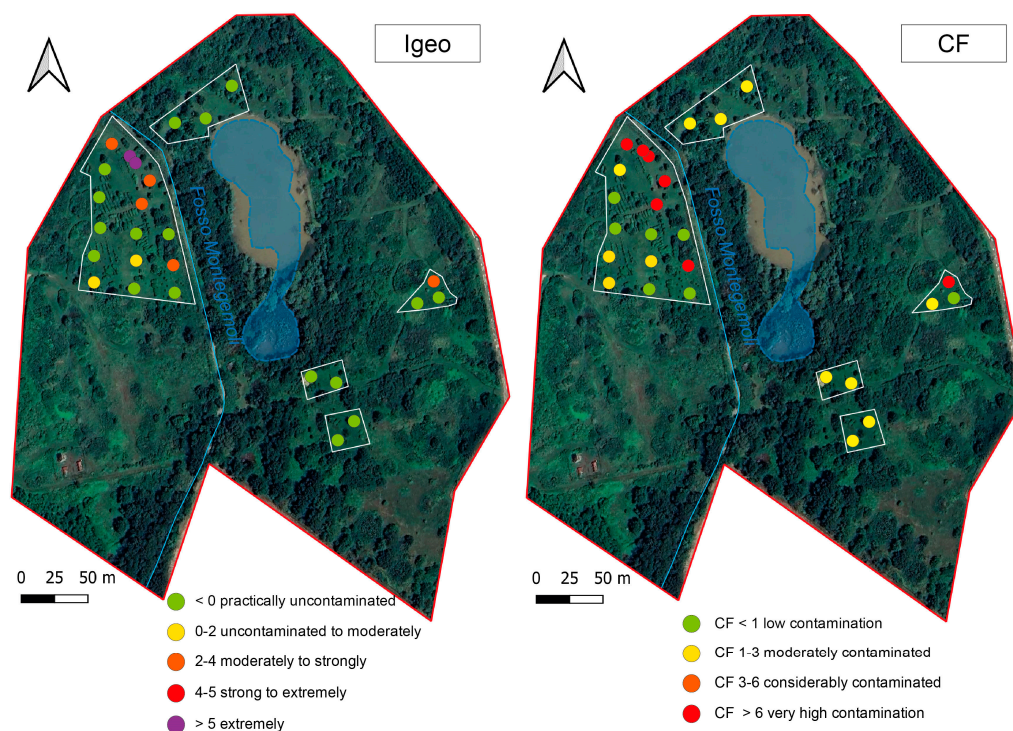 Igeo
CF
Fosso Montegemoli
Fosso Montegemoli
0 25 50 m
0 25 50 m
< 0 practically uncontaminated
0-2 uncontaminated to moderately
2-4 moderately to strongly
4-5 strong to extremely
> 5 extremely
CF < 1 low contamination
CF 1-3 moderately contaminated
CF 3-6 considerably contaminated
CF > 6 very high contamination